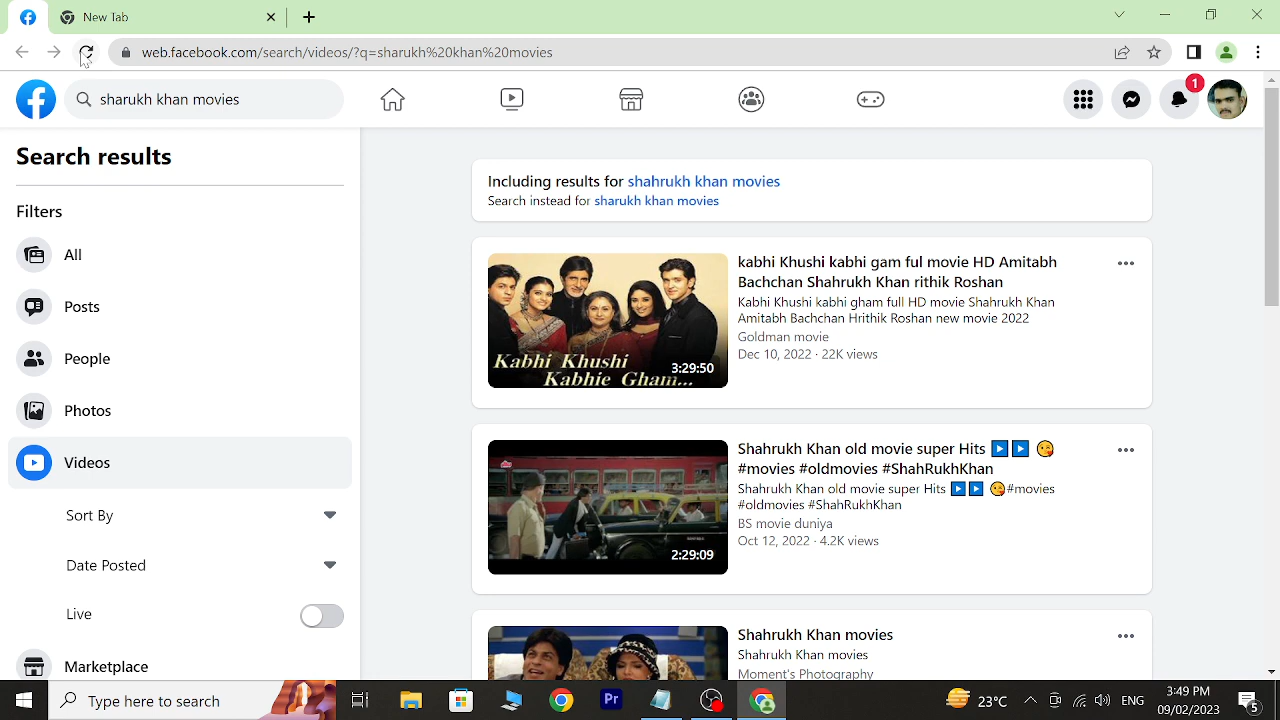 New Tab
web.facebook.com/search/videos/?q=sharukh%20khan%20movies
sharukh khan movies
1
Search results
Filters
All
Posts
People
Photos
Videos
Sort By
Date Posted
Live
Marketplace
Including results for shahrukh khan movies
Search instead for sarukh khan movies
Kabhi Khushi
Kabhie Gham...
3:29:50
kabhi Khushi kabhi gam ful movie HD Amitabh
Bachchan Shahrukh Khan rithik Roshan
Kabhi Khushi kabhi gham full HD movie Shahrukh Khan
Amitabh Bachchan Hrithik Roshan new movie 2022
Goldman movie
Dec 10, 2022 · 22K views
2:29:09
Shahrukh Khan old movie super Hits ▶️▶️ 😘
#movies #oldmovies #ShahRukhKhan
Shahrukh Khan old movie super Hits ▶️▶️ 😘#movies
#oldmovies #ShahRukhKhan
BS movie duniya
Oct 12, 2022 · 4.2K views
Shahrukh Khan movies
Shahrukh Khan movies
Moment's Photography
Type here to search
Pr
23°C
ENG
3:49 PM
09/02/2023
5